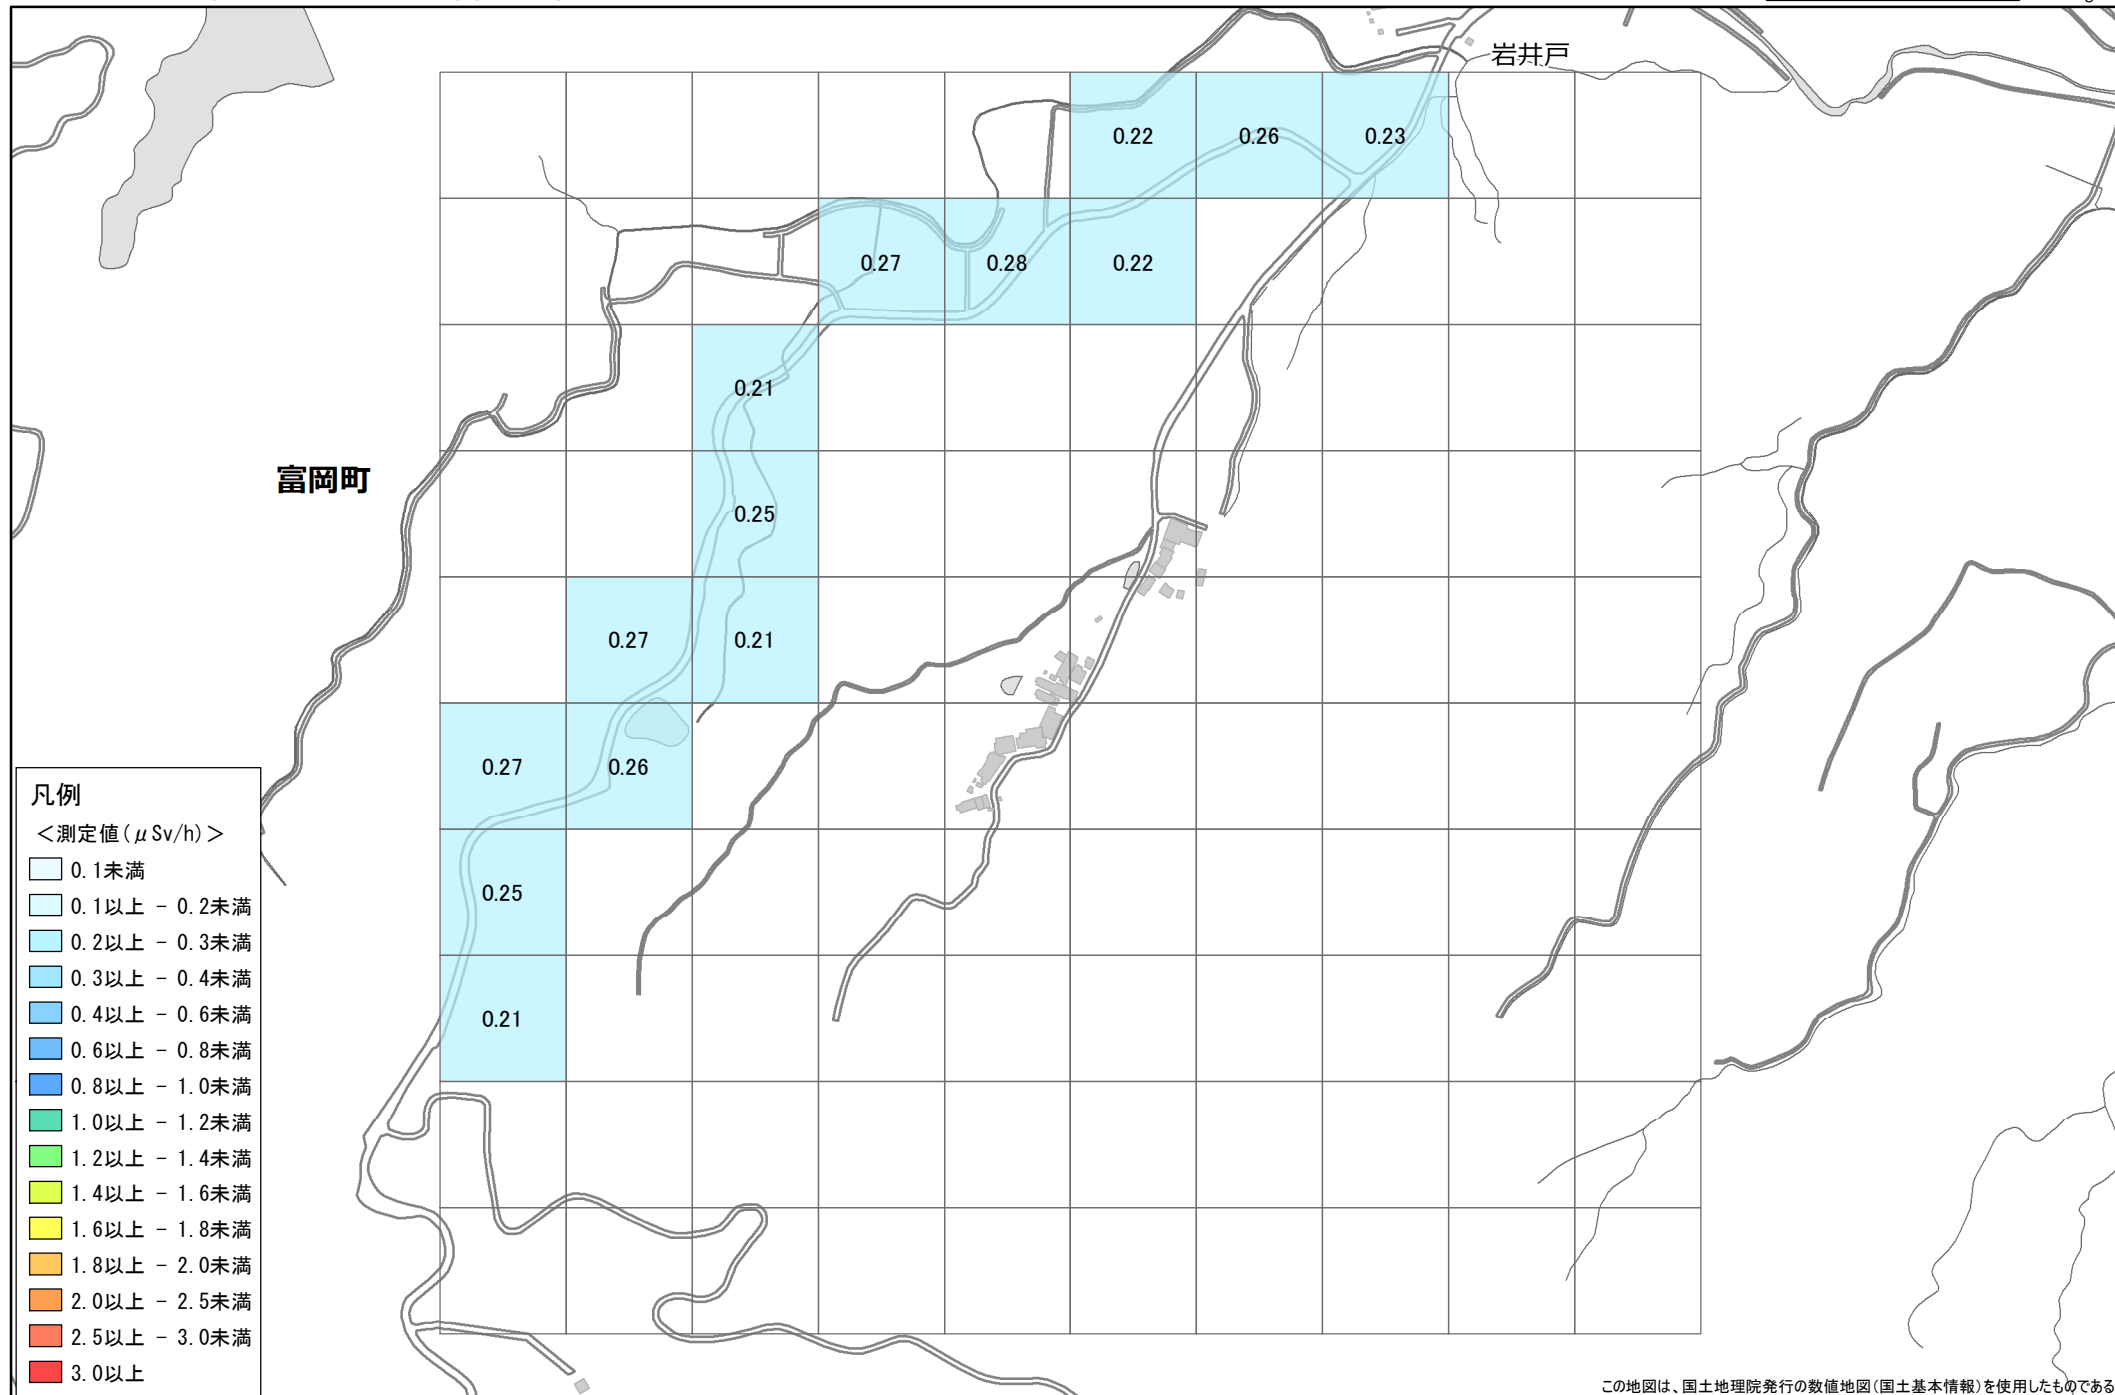 岩井戸
0.22 0.26 0.23
0.27 0.28 0.22
0.21
富岡町
0.25
0.27 0.21
0.27 0.26
0.25
0.21
凡例
＜測定値(μSv/h)＞
0.1未満
0.1以上 － 0.2未満
0.2以上 － 0.3未満
0.3以上 － 0.4未満
0.4以上 － 0.6未満
0.6以上 － 0.8未満
0.8以上 － 1.0未満
1.0以上 － 1.2未満
1.2以上 － 1.4未満
1.4以上 － 1.6未満
1.6以上 － 1.8未満
1.8以上 － 2.0未満
2.0以上 － 2.5未満
2.5以上 － 3.0未満
3.0以上
この地図は、国土地理院発行の数値地図(国土基本情報)を使用したものである